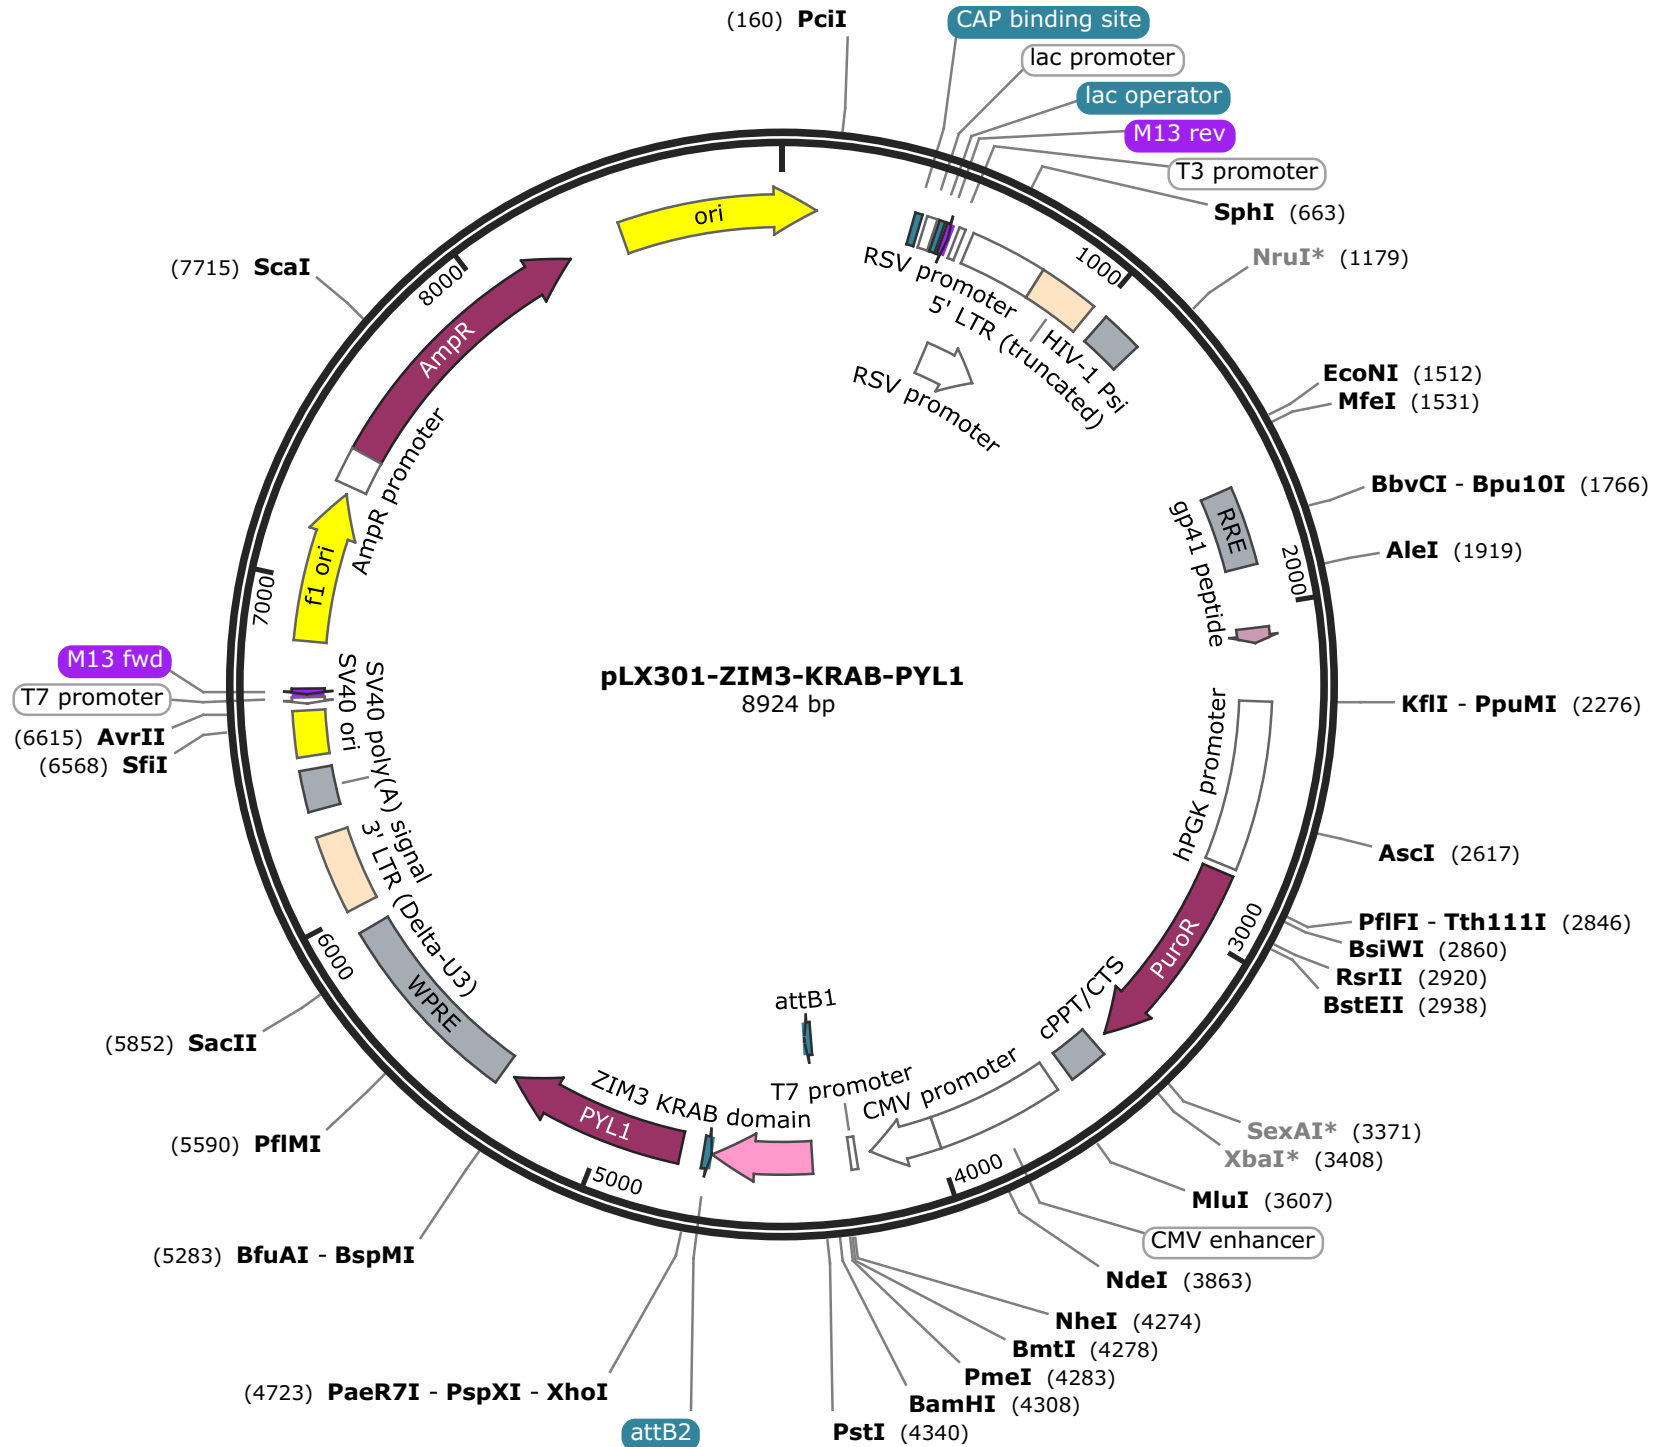 (160) PciI
CAP binding site
lac promoter
lac operator
M13 rev
T3 promoter
SphI (663)
NruI* (1179)
EcoNI (1512)
MfeI (1531)
BbvCI - Bpu10I (1766)
AleI (1919)
KflI - PpuMI (2276)
AscI (2617)
PflFI - Tth111I (2846)
BsiWI (2860)
RsrII (2920)
BstEII (2938)
SexAI* (3371)
XbaI* (3408)
MluI (3607)
CMV enhancer
NdeI (3863)
NheI (4274)
BmtI (4278)
PmeI (4283)
BamHI (4308)
PstI (4340)
attB2
(4723) PaeR7I - PspXI - XhoI
(5283) BfuAI - BspMI
(5590) PflMI
(5852) SacII
(6568) SfiI
(6615) AvrII
T7 promoter
M13 fwd
(7715) ScaI
1000
2000
3000
4000
5000
6000
7000
8000
ori
RSV promoter
5' LTR (truncated)
HIV-1 Psi
RSV promoter
RRE
gp41 peptide
hPGK promoter
PuroR
cPPT/CTS
CMV promoter
T7 promoter
attB1
ZIM3 KRAB domain
PYL1
WPRE
3' LTR (Delta-U3)
SV40 poly(A) signal
SV40 ori
f1 ori
AmpR promoter
AmpR
pLX301-ZIM3-KRAB-PYL1
8924 bp